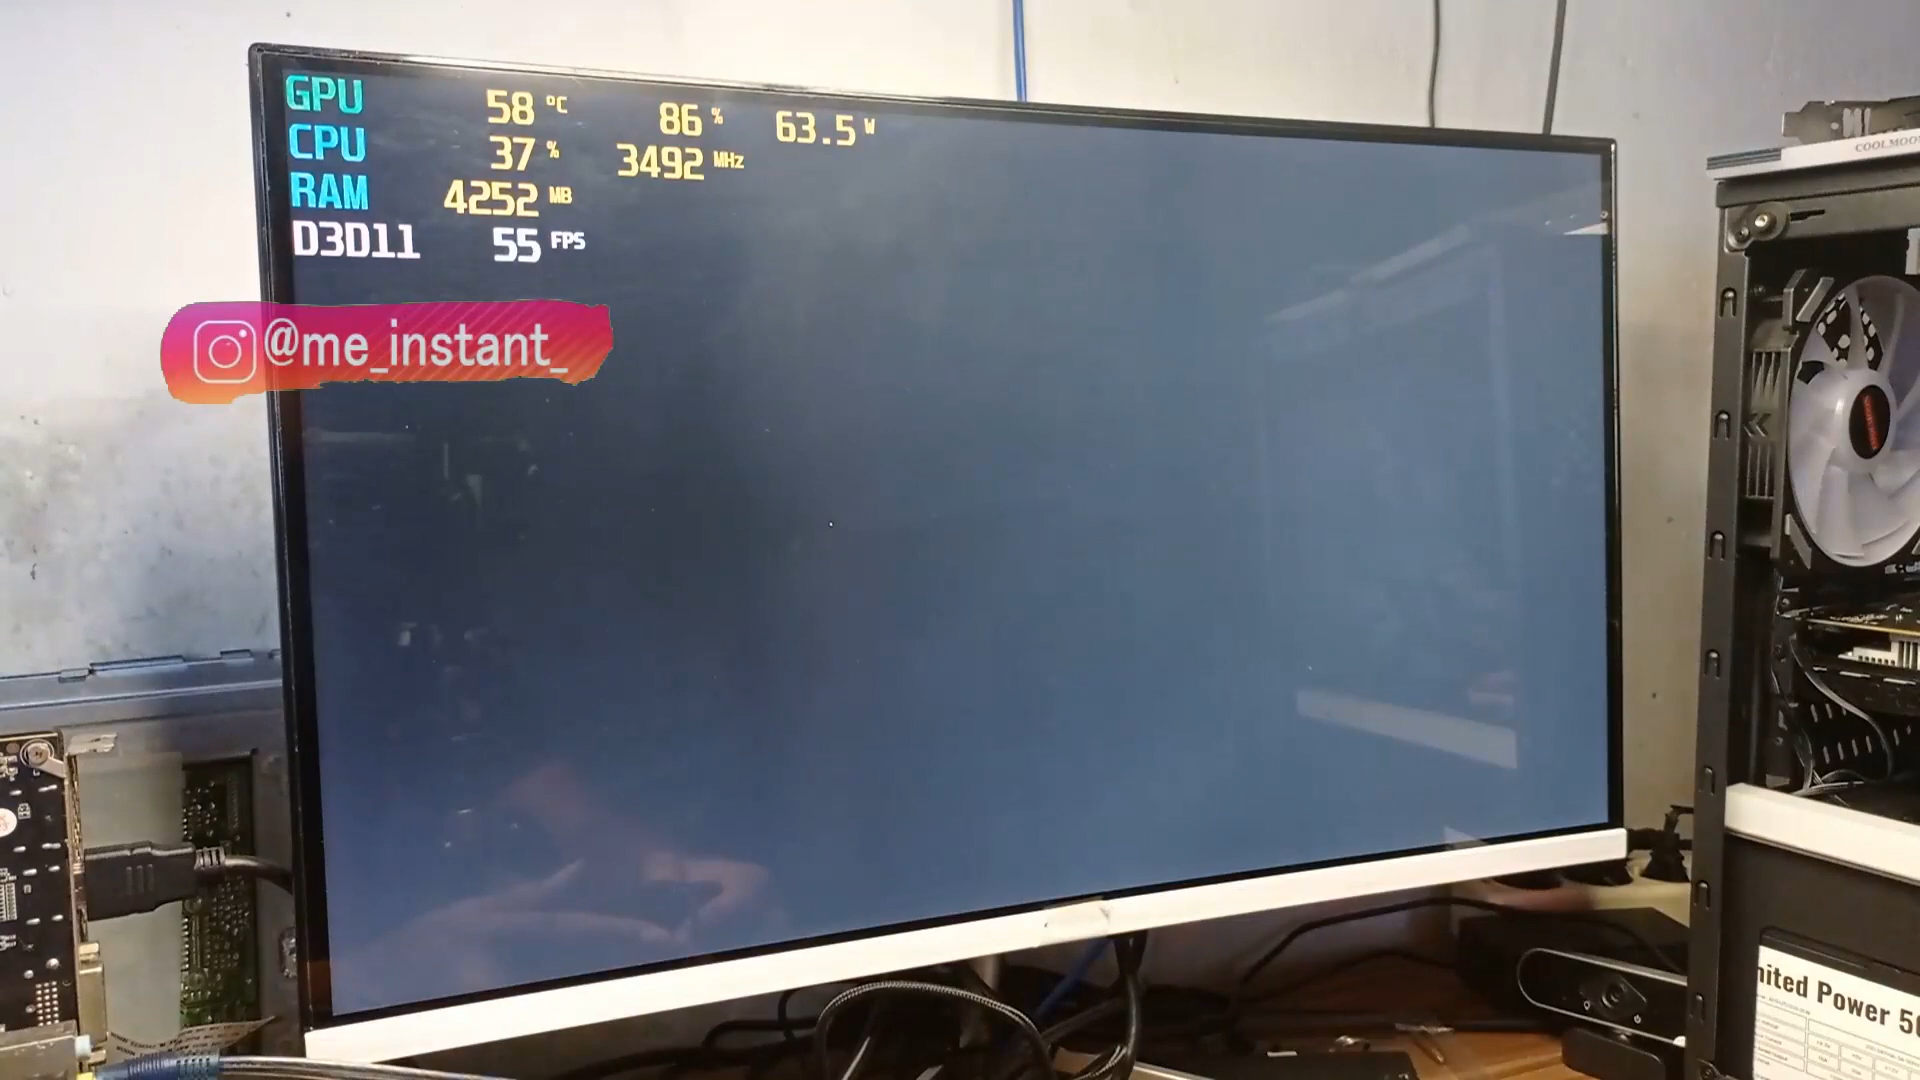 GPU 58 °C 86 % 63.5 W
CPU 37 % 3492 MHz
RAM 4252 MB
D3D11 55 FPS
@me_instant_
COOLMOO
nited Power 50